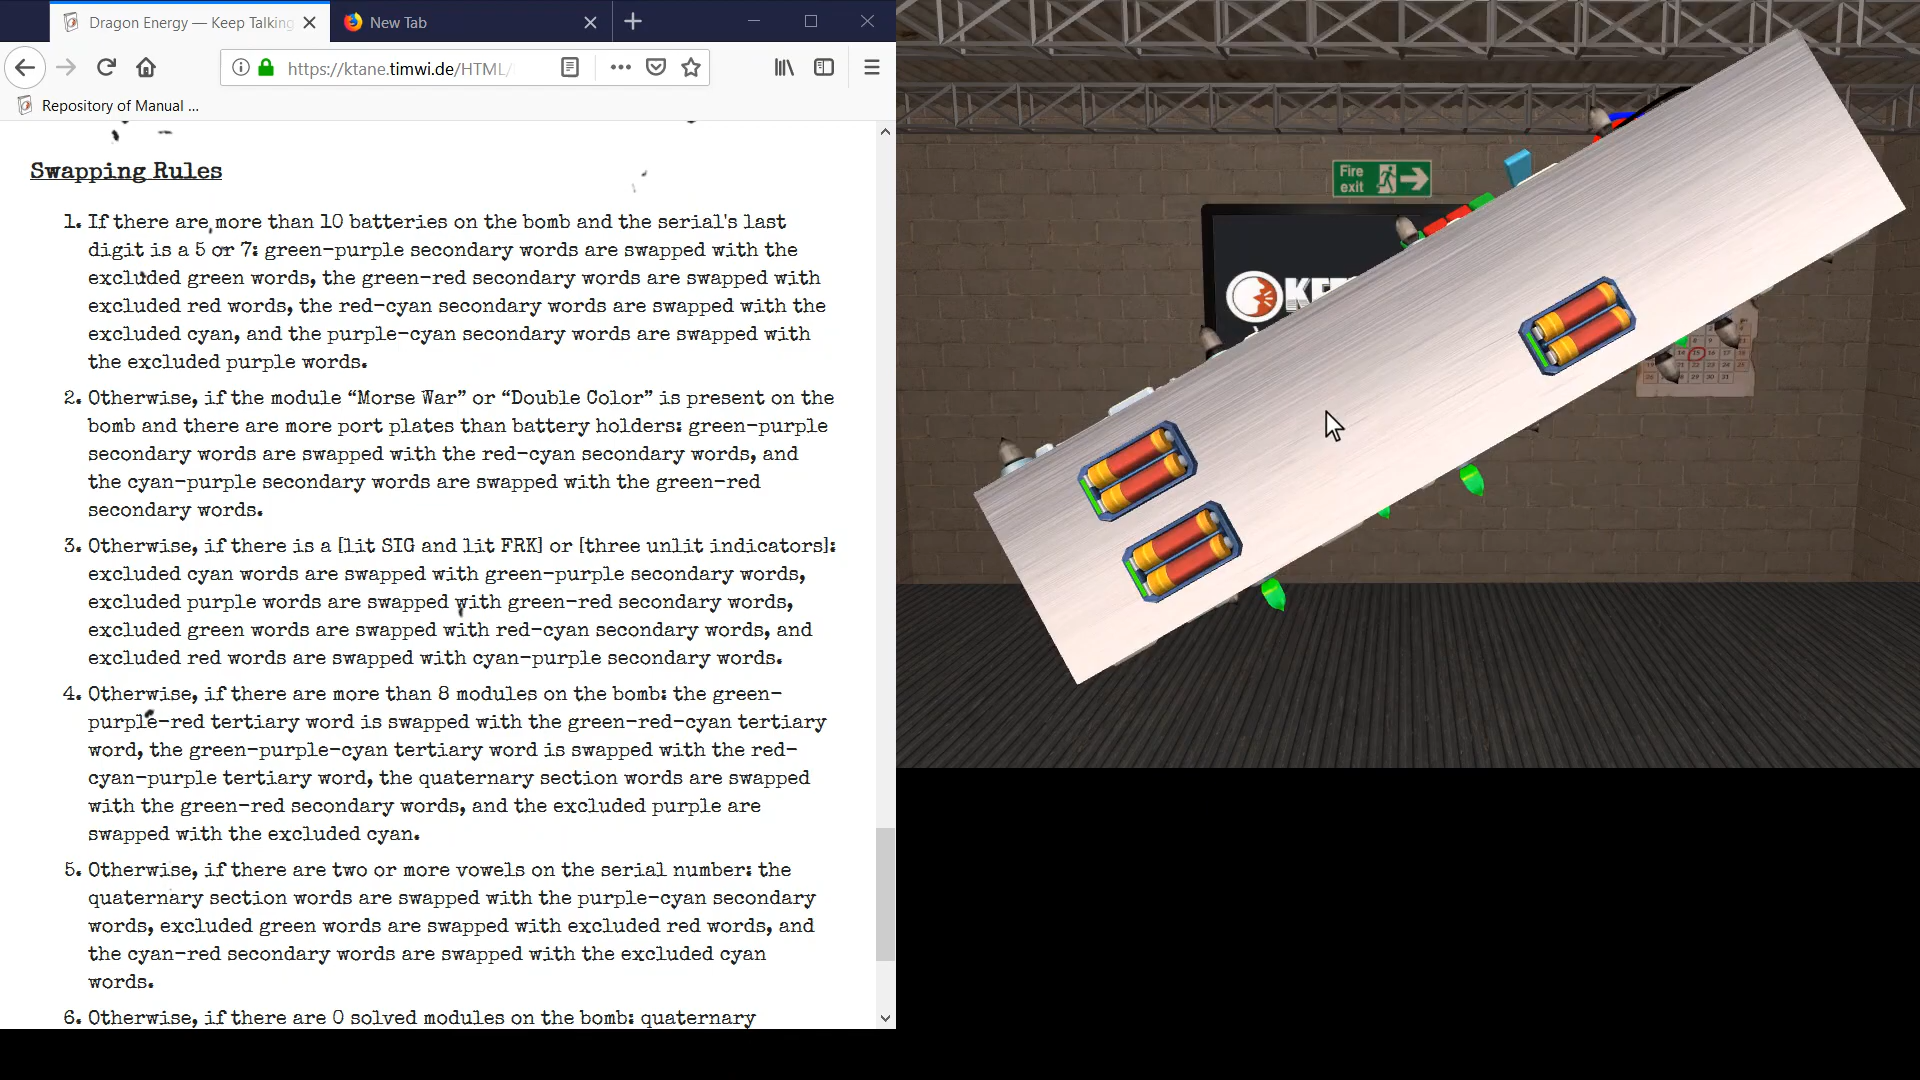 Dragon Energy — Keep Talking
New Tab
https://ktane.timwi.de/HTML/
Repository of Manual ...
Swapping Rules
1. If there are more than 10 batteries on the bomb and the serial's last
digit is a 5 or 7: green-purple secondary words are swapped with the
excluded green words, the green-red secondary words are swapped with
excluded red words, the red-cyan secondary words are swapped with the
excluded cyan, and the purple-cyan secondary words are swapped with
the excluded purple words.
2. Otherwise, if the module “Morse War” or “Double Color” is present on the
bomb and there are more port plates than battery holders: green-purple
secondary words are swapped with the red-cyan secondary words, and
the cyan-purple secondary words are swapped with the green-red
secondary words.
3. Otherwise, if there is a [lit SIG and lit FRK] or [three unlit indicators]:
excluded cyan words are swapped with green-purple secondary words,
excluded purple words are swapped with green-red secondary words,
excluded green words are swapped with red-cyan secondary words, and
excluded red words are swapped with cyan-purple secondary words.
4. Otherwise, if there are more than 8 modules on the bomb: the green-
purple-red tertiary word is swapped with the green-red-cyan tertiary
word, the green-purple-cyan tertiary word is swapped with the red-
cyan-purple tertiary word, the quaternary section words are swapped
with the green-red secondary words, and the excluded purple are
swapped with the excluded cyan.
5. Otherwise, if there are two or more vowels on the serial number: the
quaternary section words are swapped with the purple-cyan secondary
words, excluded green words are swapped with excluded red words, and
the cyan-red secondary words are swapped with the excluded cyan
words.
6. Otherwise, if there are 0 solved modules on the bomb: quaternary
Fire
exit